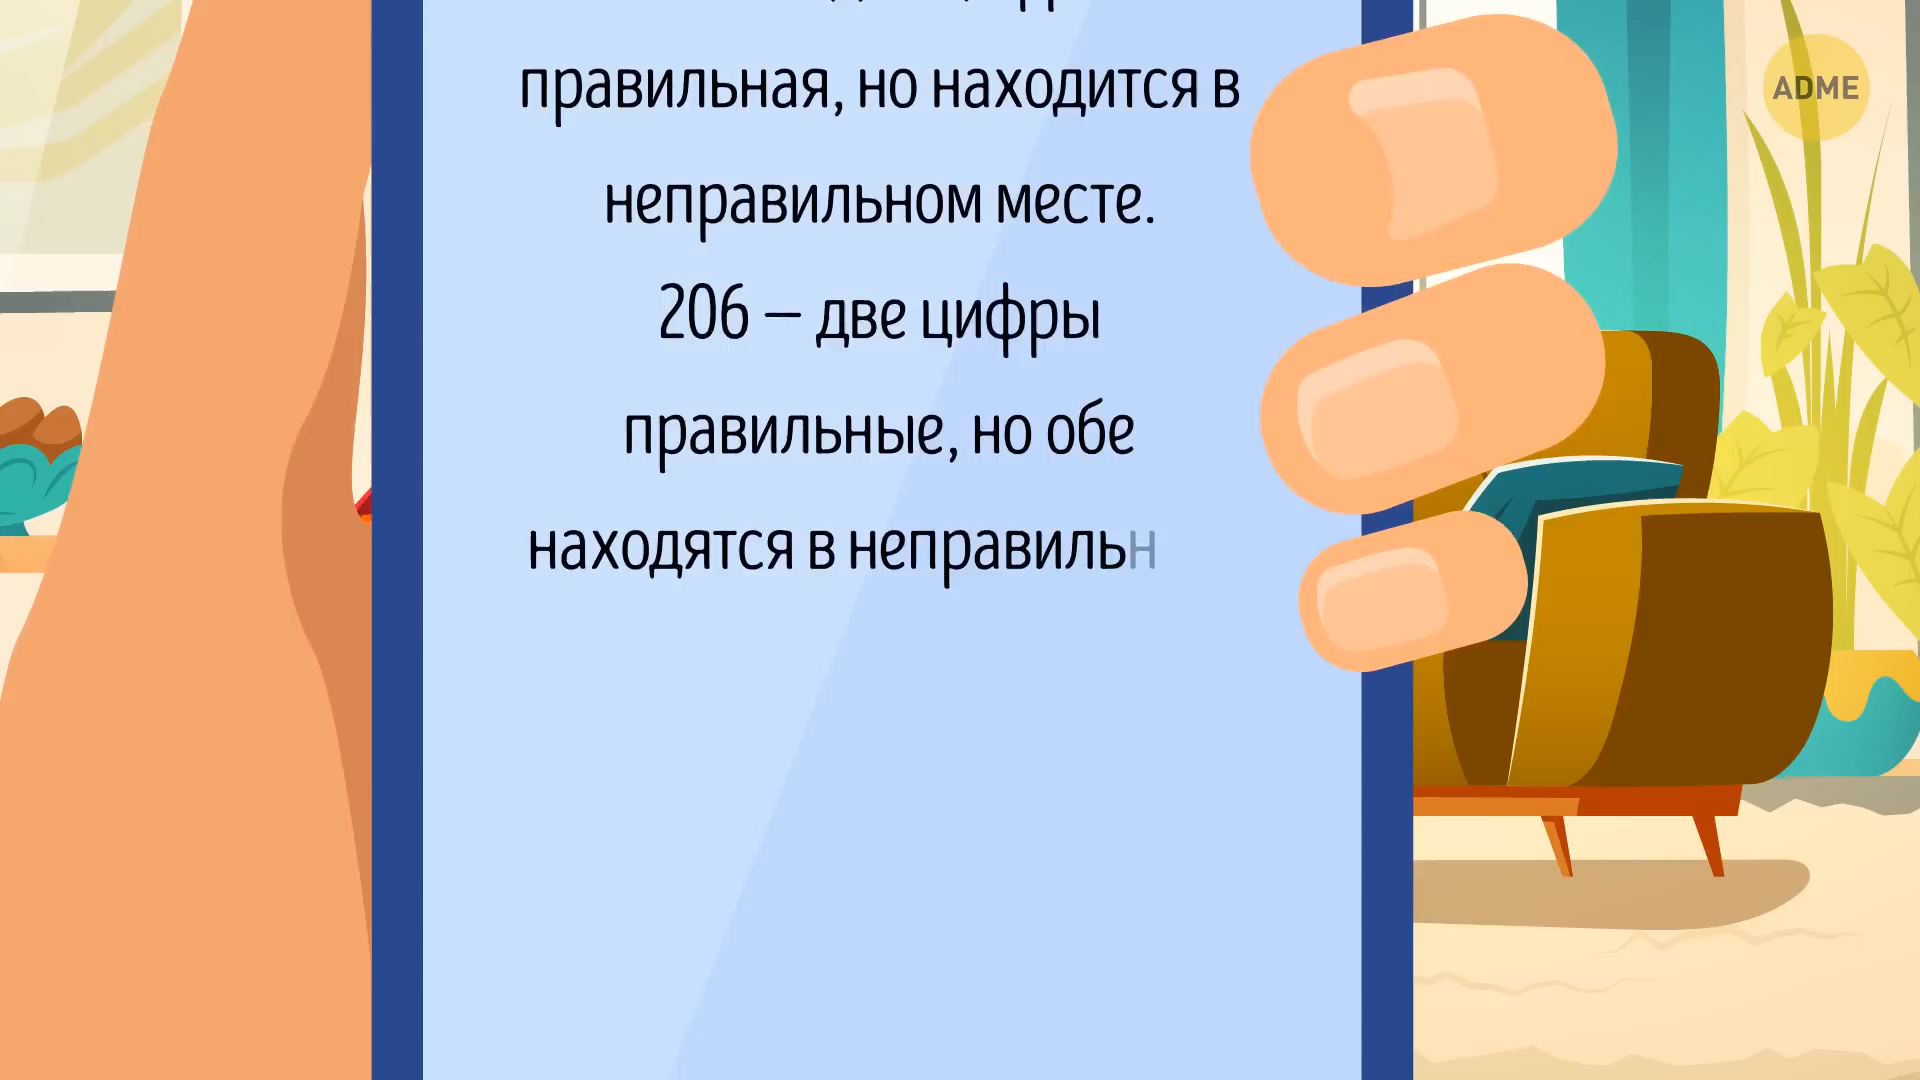 правильная, но находится в
неправильном месте.
206 — две цифры
правильные, но обе
находятся в неправильн
ADME